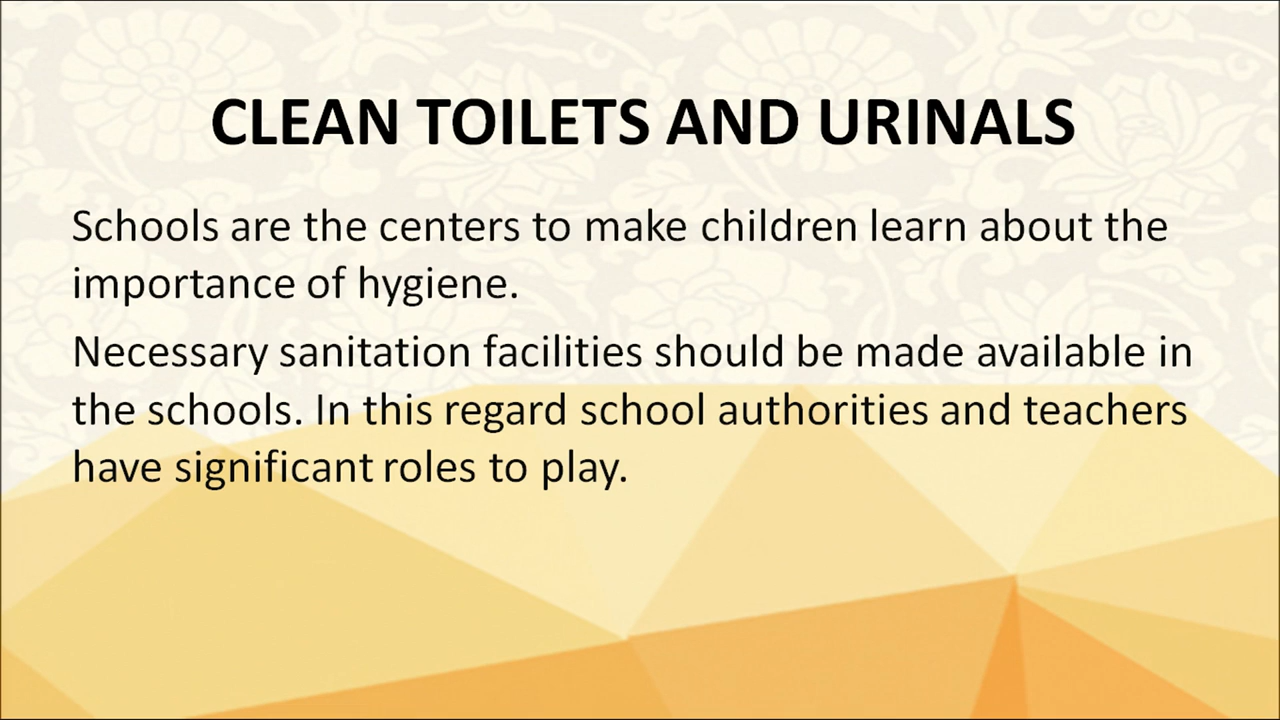 CLEAN TOILETS AND URINALS
Schools are the centers to make children learn about the
importance of hygiene.
Necessary sanitation facilities should be made available in
the schools. In this regard school authorities and teachers
have significant roles to play.